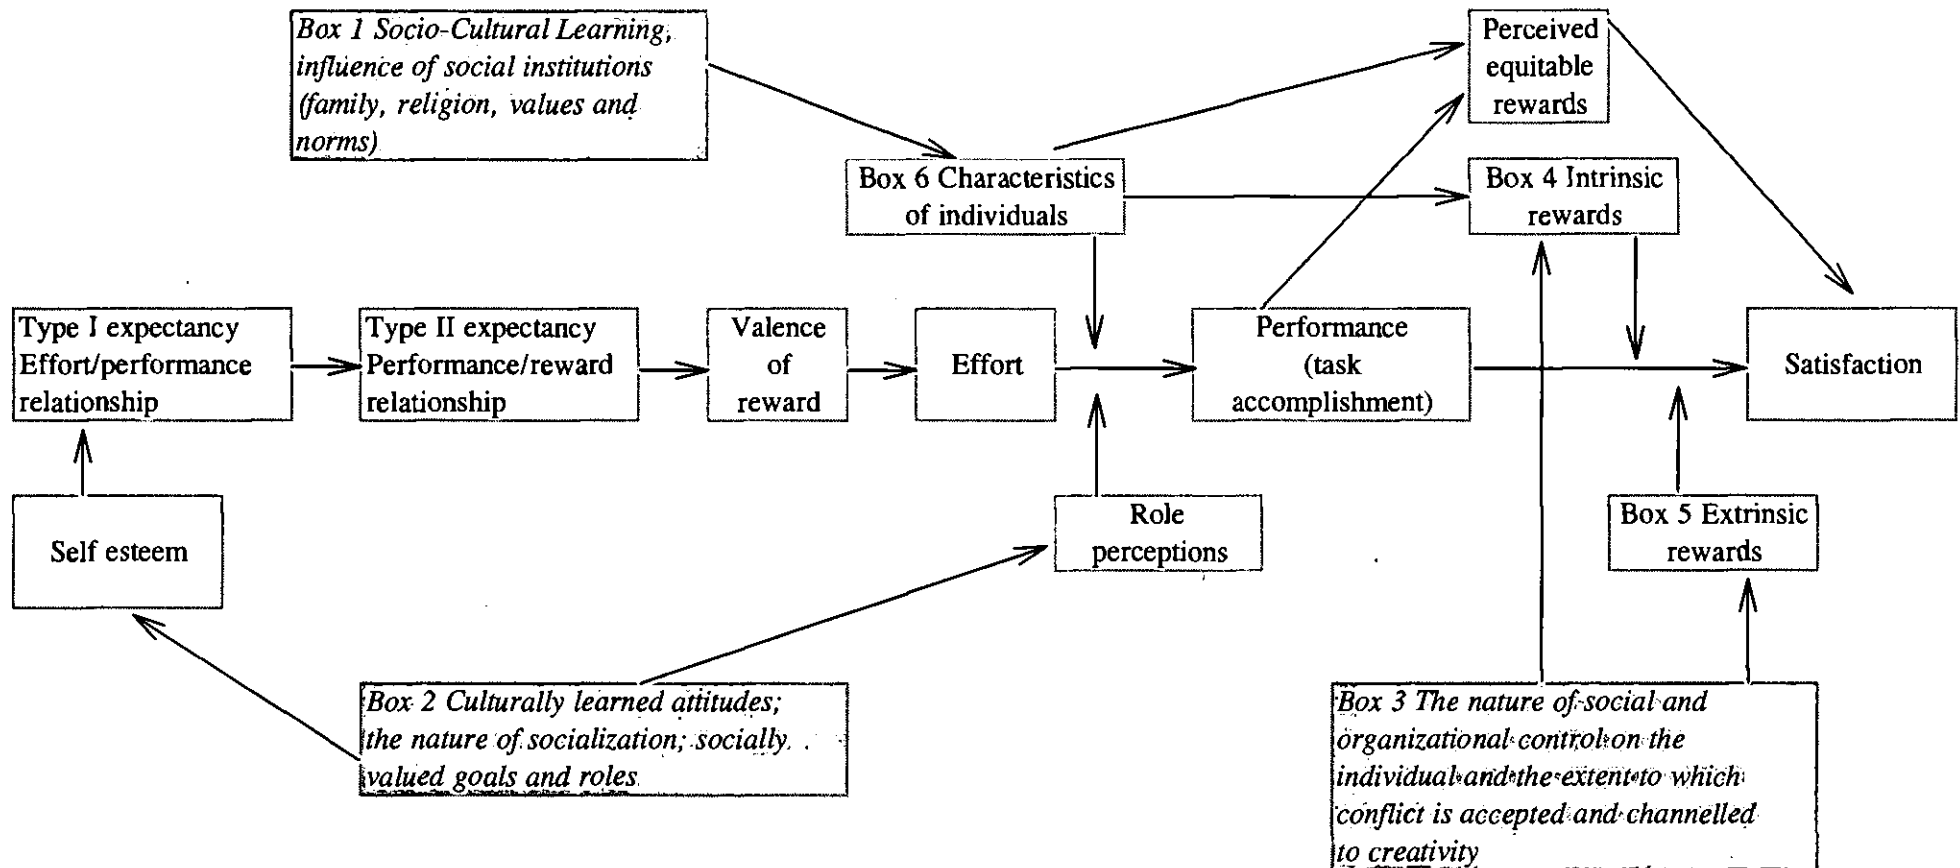 Box 1 Socio-Cultural Learning,
influence of social institutions
(family, religion, values and
norms)
Perceived
equitable
rewards
Box 6 Characteristics
of individuals
Box 4 Intrinsic
rewards
Type I expectancy
Effort/performance
relationship
Type II expectancy
Performance/reward
relationship
Valence
of
reward
Effort
Performance
(task
accomplishment)
Satisfaction
Self esteem
Role
perceptions
Box 5 Extrinsic
rewards
Box 2 Culturally learned attitudes;
the nature of socialization; socially
valued goals and roles
Box 3 The nature of social and
organizational control on the
individual and the extent to which
conflict is accepted and channelled
to creativity